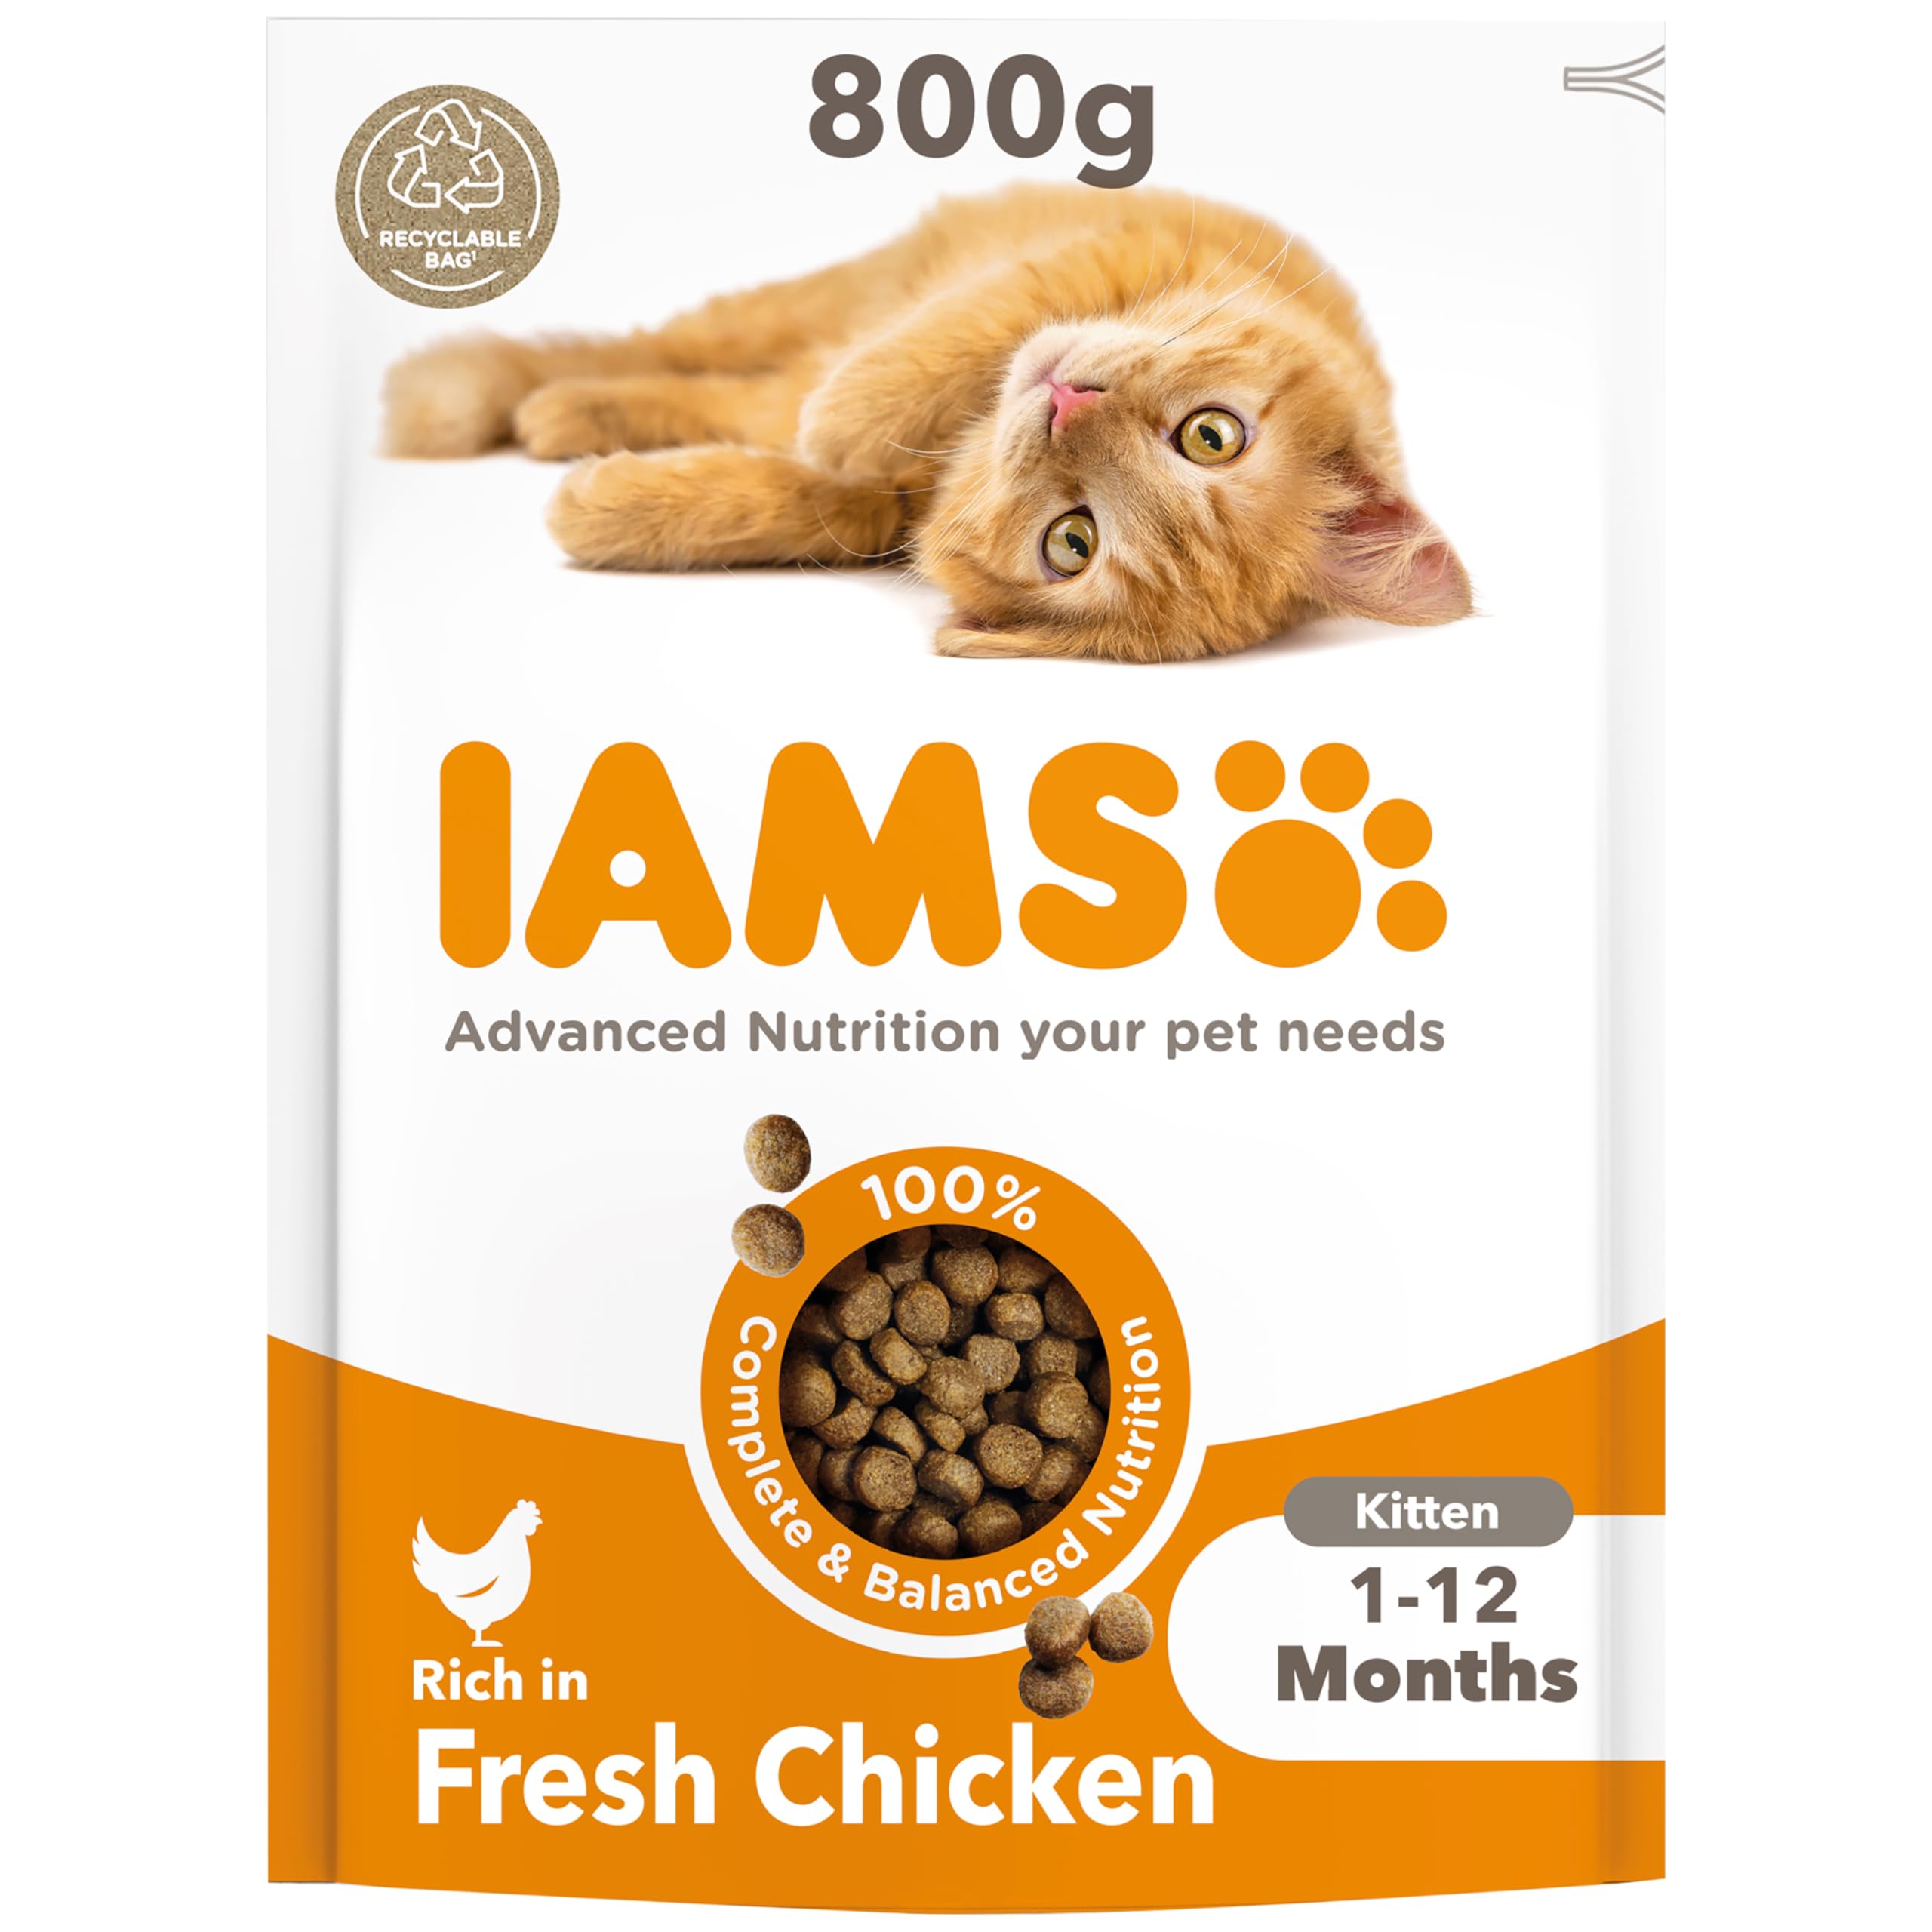 800g
RECYCLABLE
BAG¹
IAMS
Advanced Nutrition your pet needs
100%
Complete & Balanced Nutrition
Kitten
1-12
Months
Rich in
Fresh Chicken